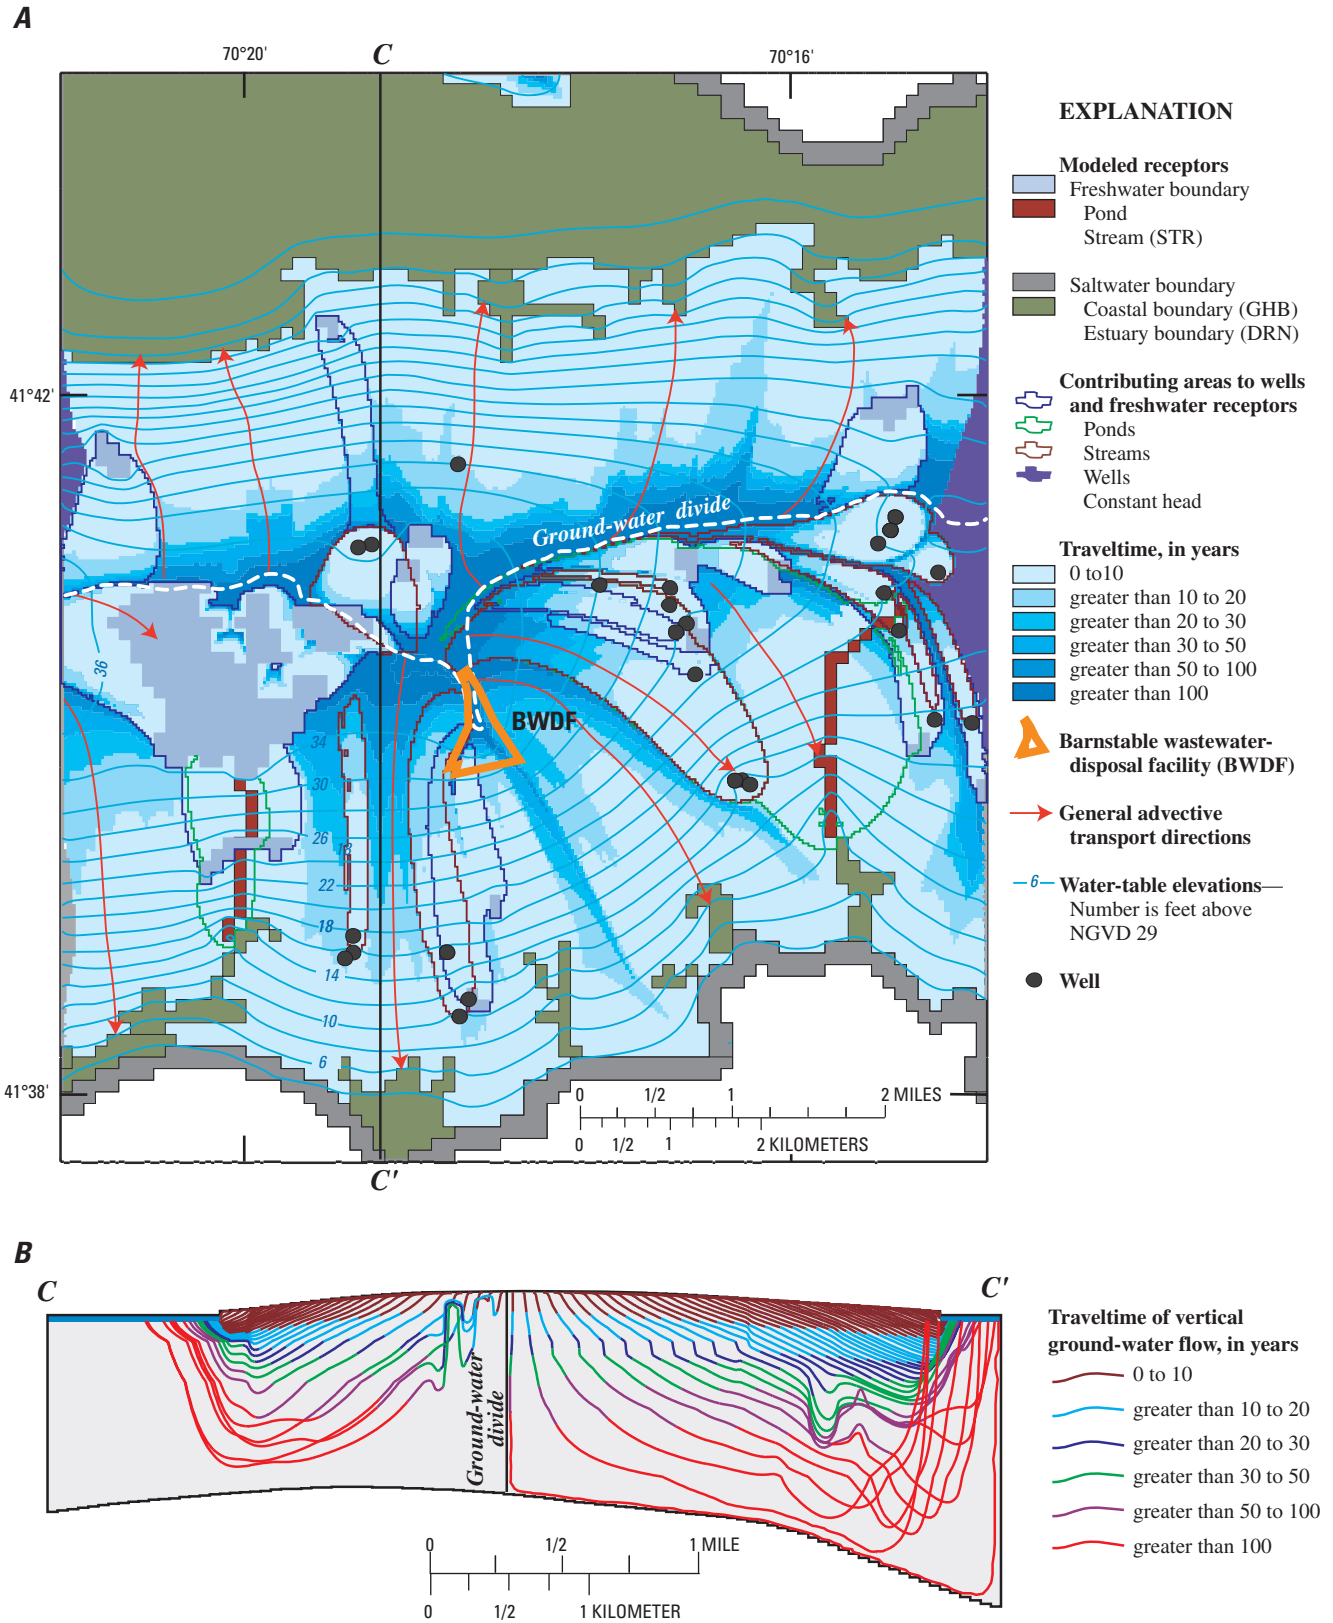 A
70°20'
C
70°16'
41°42'
41°38'
Ground-water divide
BWDF
36
34
30
26
18
22
18
14
10
6
0 1/2 1 2 MILES
0 1/2 1 2 KILOMETERS
C'
EXPLANATION
Modeled receptors
Freshwater boundary
Pond
Stream (STR)
Saltwater boundary
Coastal boundary (GHB)
Estuary boundary (DRN)
Contributing areas to wells
and freshwater receptors
Ponds
Streams
Wells
Constant head
Traveltime, in years
0 to10
greater than 10 to 20
greater than 20 to 30
greater than 30 to 50
greater than 50 to 100
greater than 100
Barnstable wastewater-
disposal facility (BWDF)
General advective
transport directions
6 Water-table elevations—
Number is feet above
NGVD 29
Well
B
C
C'
Ground-water
divide
0 1/2 1 MILE
0 1/2 1 KILOMETER
Traveltime of vertical
ground-water flow, in years
0 to 10
greater than 10 to 20
greater than 20 to 30
greater than 30 to 50
greater than 50 to 100
greater than 100